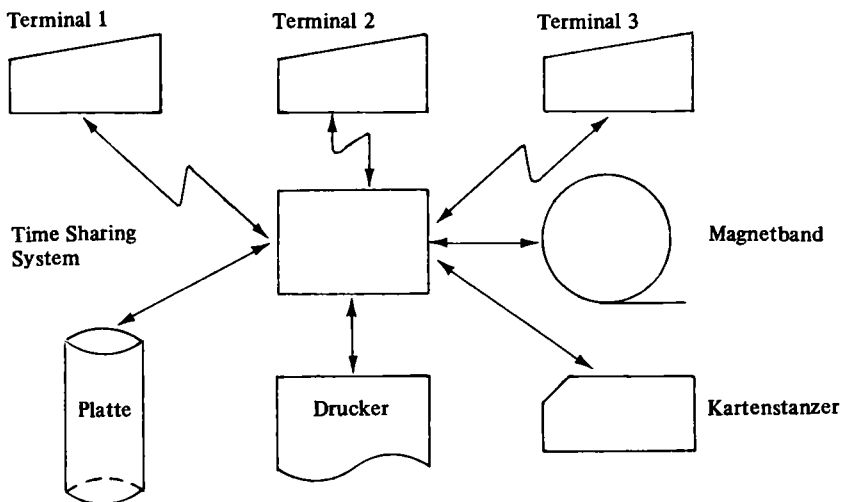 Terminal 1
Terminal 2
Terminal 3
Time Sharing
System
Magnetband
Platte
Drucker
Kartenstanzer